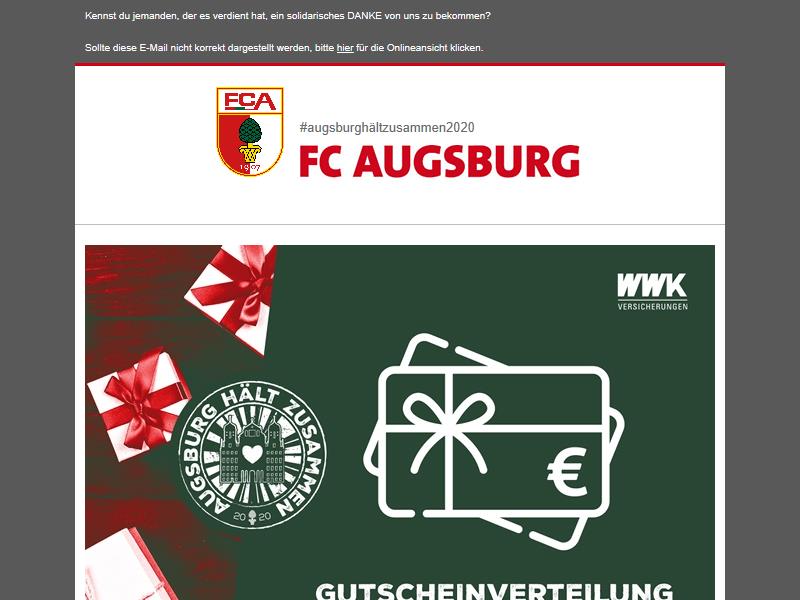 Kennst du jemanden, der es verdient hat, ein solidarisches DANKE von uns zu bekommen?
Sollte diese E-Mail nicht korrekt dargestellt werden, bitte hier für die Onlineansicht klicken.
FCA
1907
#augsburghältzusammen2020
FC AUGSBURG
WWK
VERSICHERUNGEN
AUGSBURG HÄLT ZUSAMMEN
2020
€
GUTSCHEINVERTEILUNG